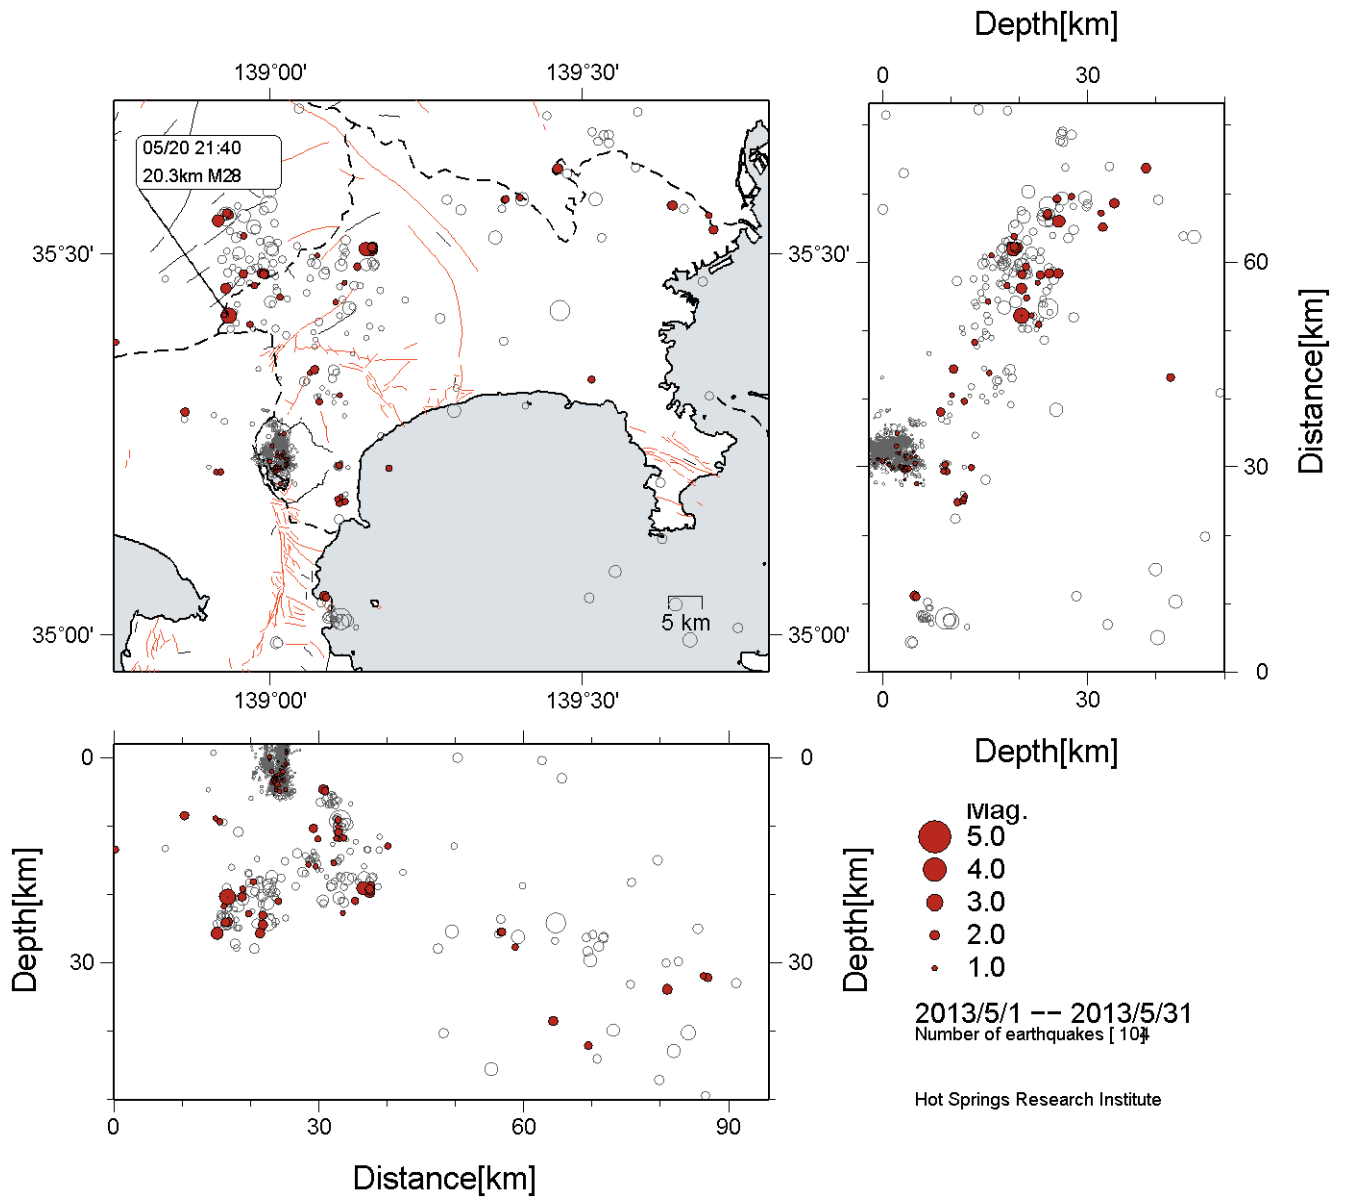 Depth[km]
139°00'
139°30'
0
30
05/20 21:40
20.3km M28
35°30'
35°30'
60
Distance[km]
30
5 km
35°00'
35°00'
0
139°00'
139°30'
0
30
Depth[km]
0
0
Depth[km]
30
30
Depth[km]
0
30
60
90
Distance[km]
Mag.
5.0
4.0
3.0
2.0
1.0
2013/5/1 -- 2013/5/31
Number of earthquakes [ 104
Hot Springs Research Institute